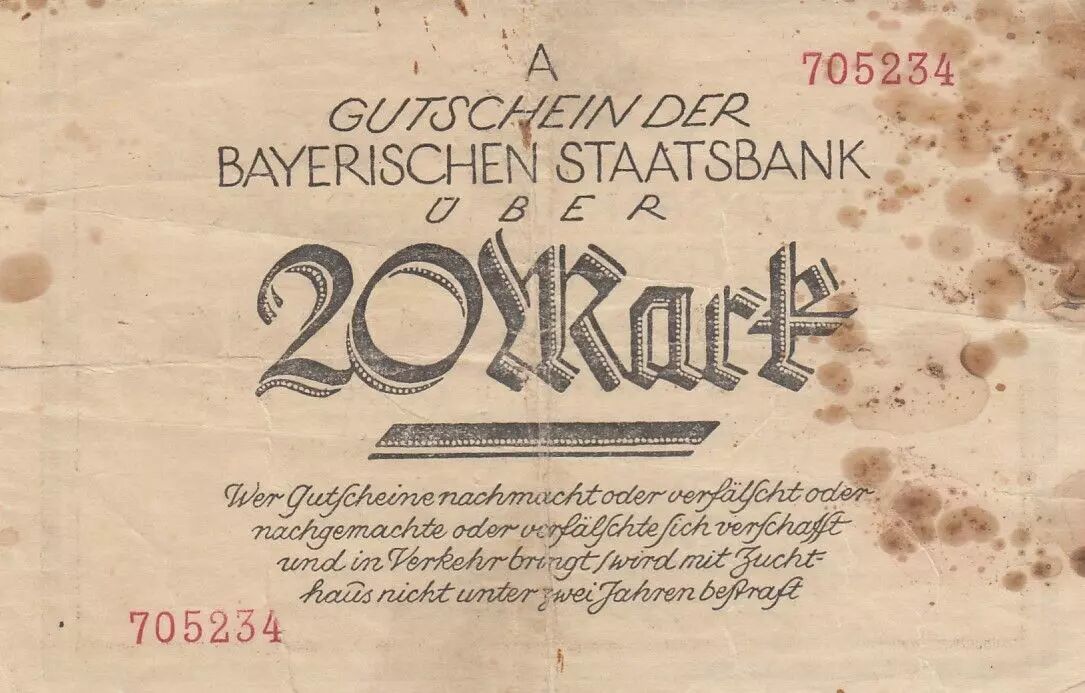 A
705234
GUTSCHEIN DER
BAYERISCHEN STAATSBANK
ÜBER
20 Mark
Wer Gutſcheine nachmacht oder verfälſcht oder
nachgemachte oder verfälſchte ſich verſchafft
und in Verkehr bringt, wird mit Zucht-
haus nicht unter zwei Jahren beſtraft
705234